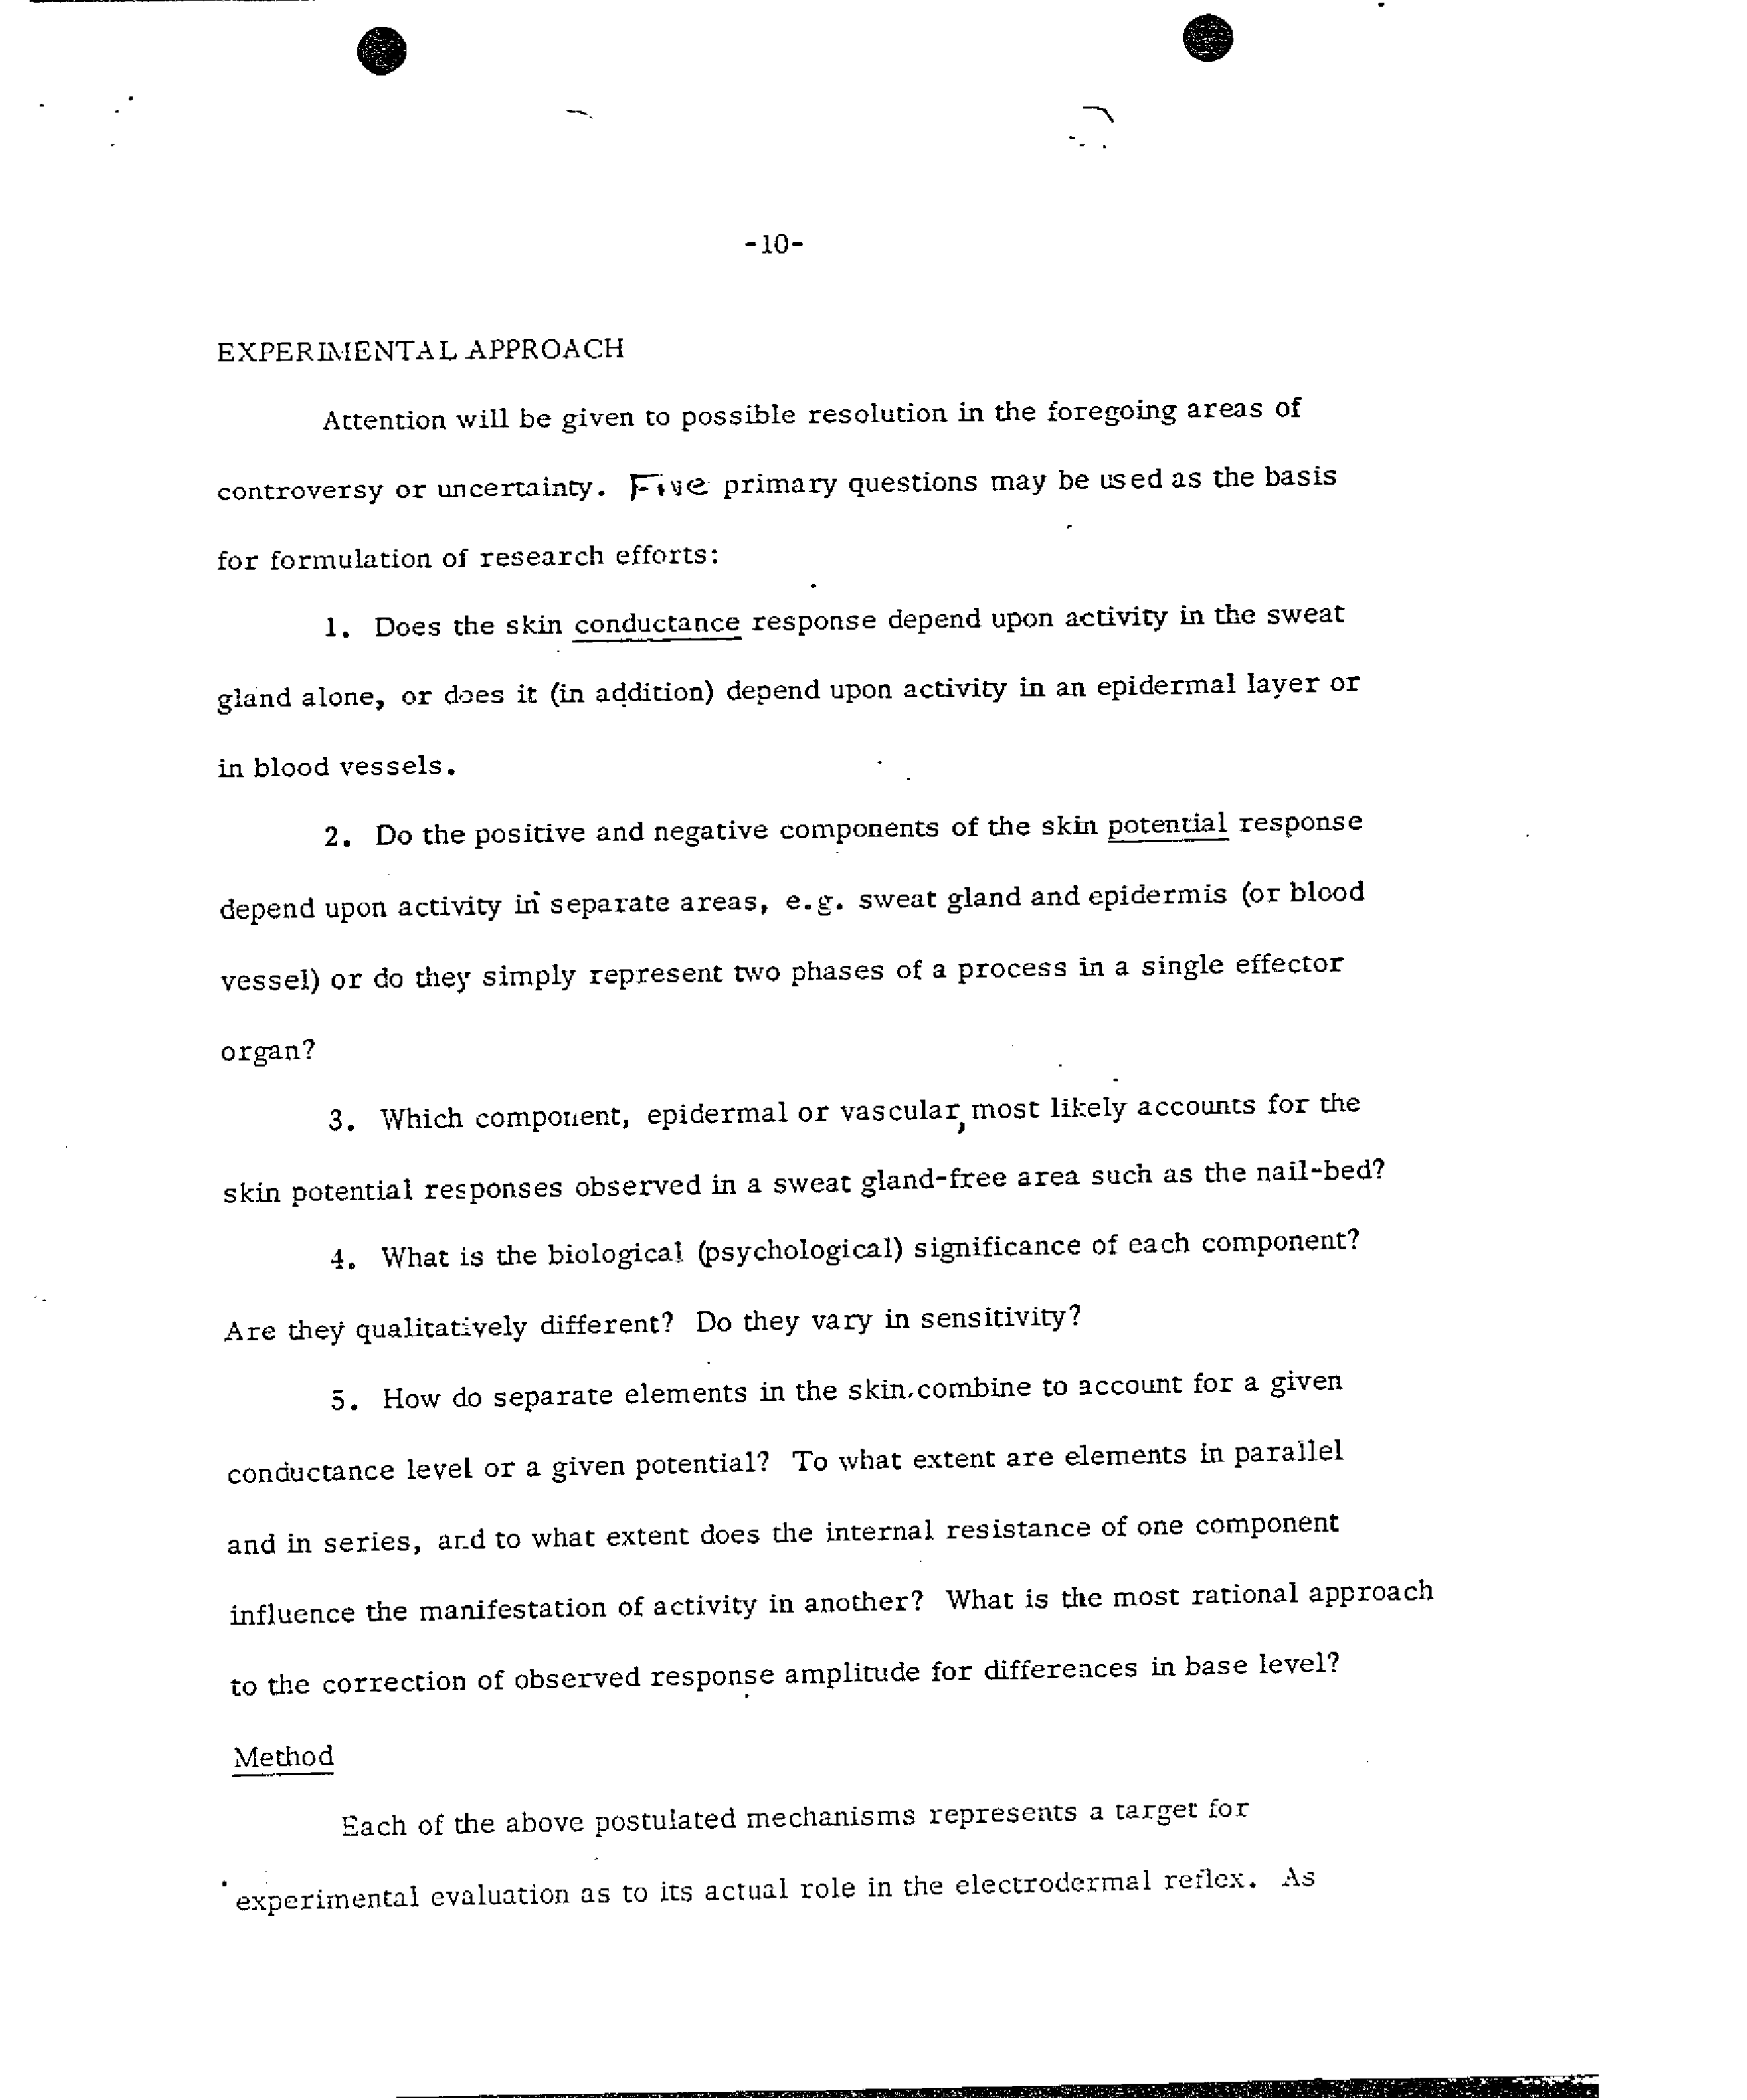 -10-
EXPERIMENTAL APPROACH
Attention will be given to possible resolution in the foregoing areas of
controversy or uncertainty. Five primary questions may be used as the basis
for formulation of research efforts:
1. Does the skin conductance response depend upon activity in the sweat
gland alone, or does it (in addition) depend upon activity in an epidermal layer or
in blood vessels.
2. Do the positive and negative components of the skin potential response
depend upon activity in separate areas, e.g. sweat gland and epidermis (or blood
vessel) or do they simply represent two phases of a process in a single effector
organ?
3. Which component, epidermal or vascular, most likely accounts for the
skin potential responses observed in a sweat gland-free area such as the nail-bed?
4. What is the biological (psychological) significance of each component?
Are they qualitatively different? Do they vary in sensitivity?
5. How do separate elements in the skin combine to account for a given
conductance level or a given potential? To what extent are elements in parallel
and in series, and to what extent does the internal resistance of one component
influence the manifestation of activity in another? What is the most rational approach
to the correction of observed response amplitude for differences in base level?
Method
Each of the above postulated mechanisms represents a target for
experimental evaluation as to its actual role in the electrodermal reflex. As